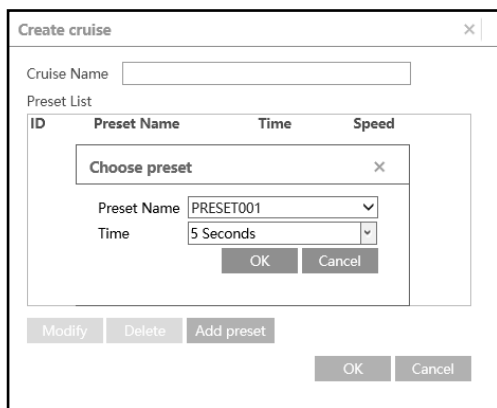 Create cruise ×
Cruise Name
Preset List
ID Preset Name Time Speed
Choose preset ×
Preset Name PRESET001
Time 5 Seconds
OK Cancel
Modify Delete Add preset
OK Cancel